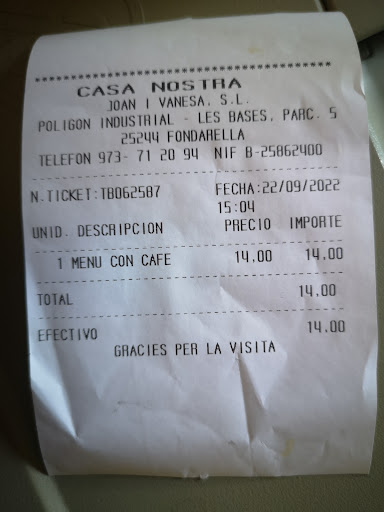 CASA NOSTRA
JOAN I VANESA, S.L.
POLIGON INDUSTRIAL - LES BASES, PARC. 5
25244 FONDARELLA
TELEFON 973- 71 20 94 NIF B-25862400
N.TICKET:TB062587 FECHA:22/09/2022
15:04
UNID. DESCRIPCION PRECIO IMPORTE
1 MENU CON CAFE 14.00 14.00
TOTAL 14.00
EFECTIVO 14.00
GRACIES PER LA VISITA